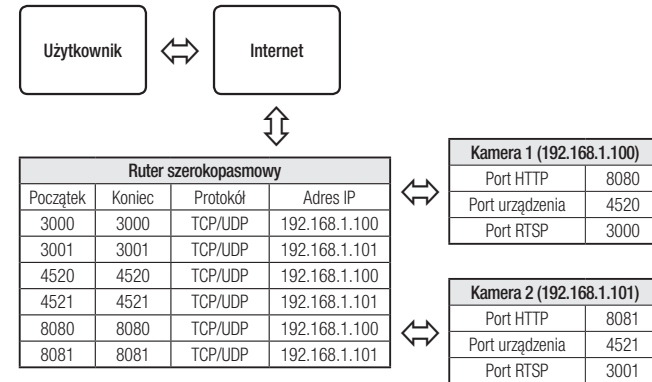 Użytkownik
Internet
Ruter szerokopasmowy
Początek Koniec Protokół Adres IP
3000 3000 TCP/UDP 192.168.1.100
3001 3001 TCP/UDP 192.168.1.101
4520 4520 TCP/UDP 192.168.1.100
4521 4521 TCP/UDP 192.168.1.101
8080 8080 TCP/UDP 192.168.1.100
8081 8081 TCP/UDP 192.168.1.101
Kamera 1 (192.168.1.100)
Port HTTP 8080
Port urządzenia 4520
Port RTSP 3000
Kamera 2 (192.168.1.101)
Port HTTP 8081
Port urządzenia 4521
Port RTSP 3001